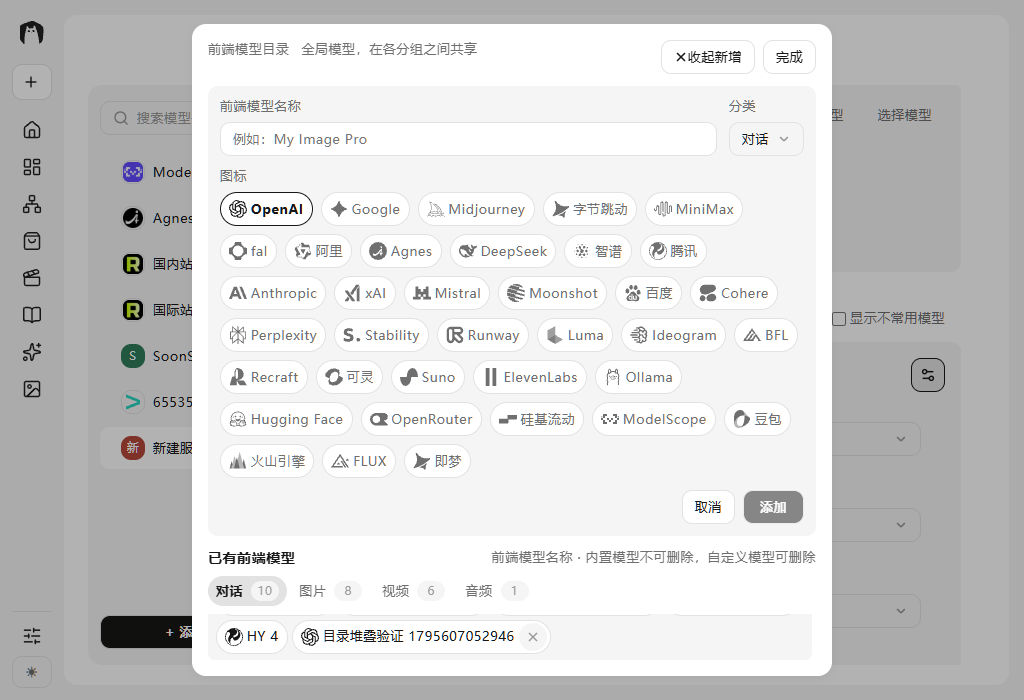 前端模型目录 全局模型，在各分组之间共享
✕收起新增 完成
前端模型名称 分类
例如：My Image Pro 对话
图标
OpenAI Google Midjourney 字节跳动 MiniMax
fal 阿里 Agnes DeepSeek 智谱 腾讯
Anthropic xAI Mistral Moonshot 百度 Cohere
Perplexity Stability Runway Luma Ideogram BFL
Recraft 可灵 Suno ElevenLabs Ollama
Hugging Face OpenRouter 硅基流动 ModelScope 豆包
火山引擎 FLUX 即梦
取消 添加
已有前端模型 前端模型名称 · 内置模型不可删除，自定义模型可删除
对话 10 图片 8 视频 6 音频 1
HY 4 目录堆叠验证 1795607052946 ✕
搜索模型
Mode
Agnes
国内站
国际站
S SoonS
65535
新 新建服
+ 添
型 选择模型
显示不常用模型